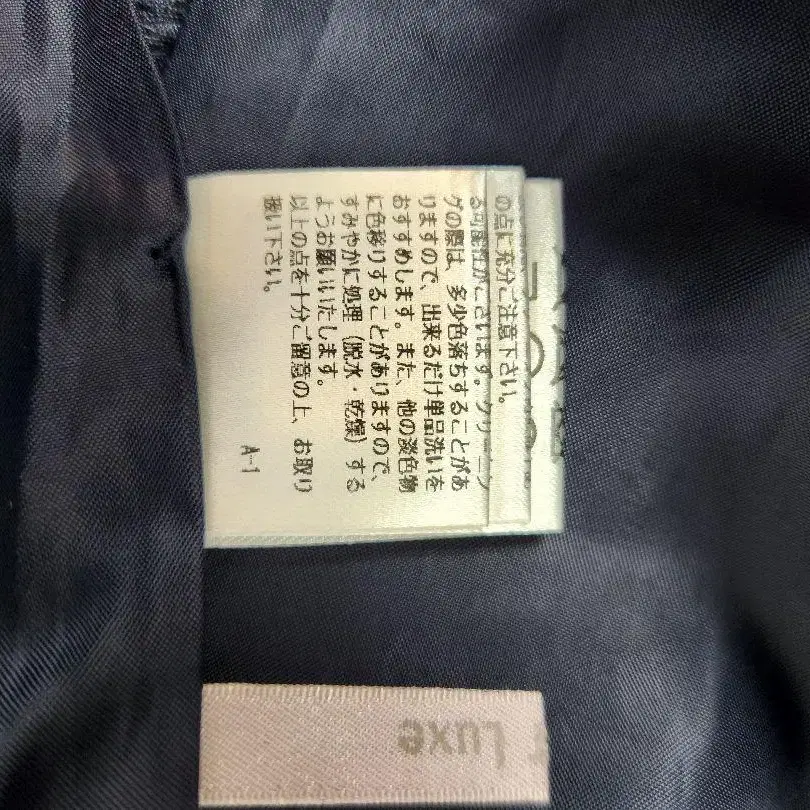 の点に充分ご注意下さい。
る可能性がございます。クリーニン
グの際は、多少色落ちすることがあ
りますので、出来るだけ単品洗いを
おすすめします。また、他の淡色物
に色移りすることがありますので、
すみやかに処理（脱水・乾燥）する
ようお願いいたします。
以上の点を十分ご留意の上、お取り
扱い下さい。
A-1
Luxe